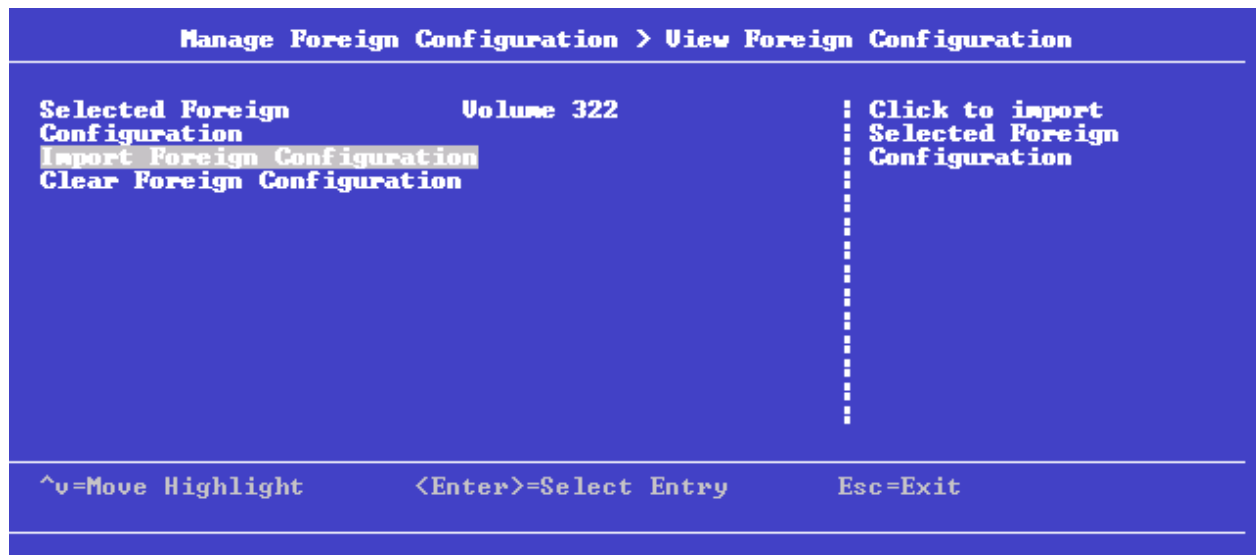 Manage Foreign Configuration > View Foreign Configuration
Selected Foreign Volume 322
Configuration
Import Foreign Configuration
Clear Foreign Configuration
Click to import
Selected Foreign
Configuration
^v=Move Highlight <Enter>=Select Entry Esc=Exit